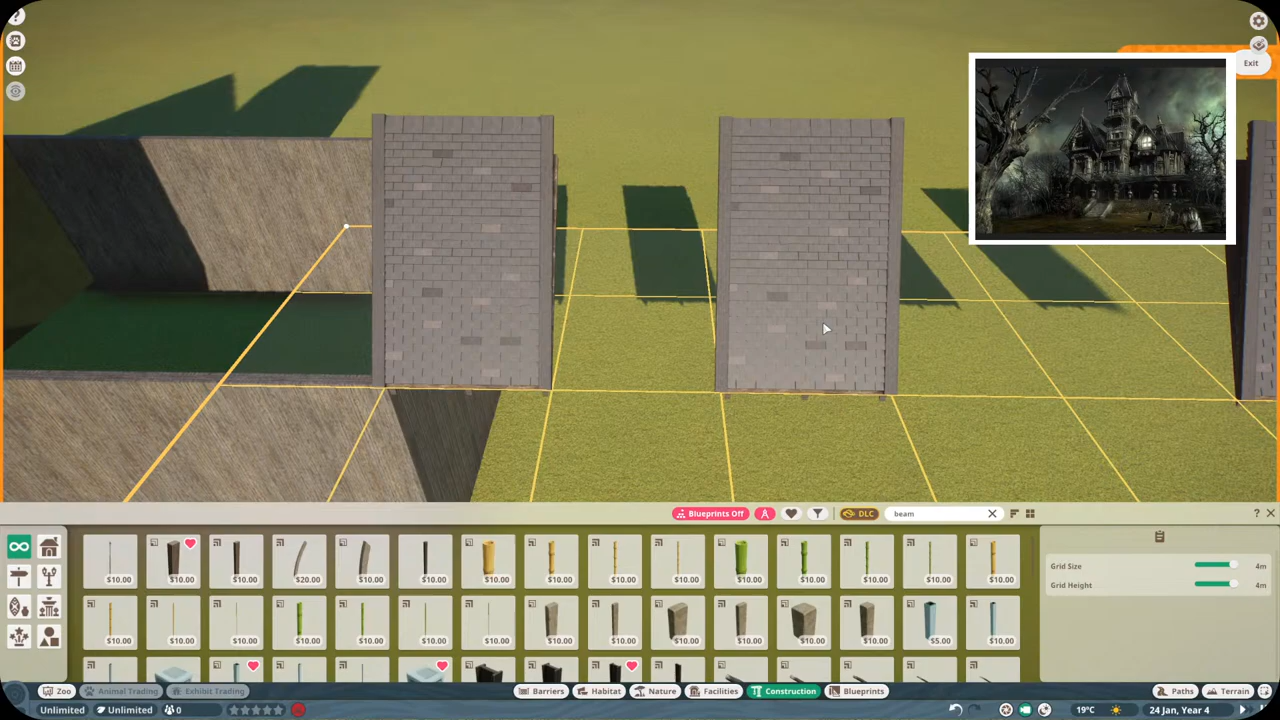 ?
Exit
Blueprints Off
DLC
beam
?
$10.00 $10.00 $10.00 $20.00 $10.00 $10.00 $10.00 $10.00 $10.00 $10.00 $10.00 $10.00 $10.00 $10.00 $10.00
Grid Size 4m
Grid Height 4m
$10.00 $10.00 $10.00 $10.00 $10.00 $10.00 $10.00 $10.00 $10.00 $10.00 $10.00 $10.00 $10.00 $5.00 $10.00
Zoo Animal Trading Exhibit Trading Barriers Habitat Nature Facilities Construction Blueprints Paths Terrain
Unlimited Unlimited 0 19°C 24 Jan, Year 4